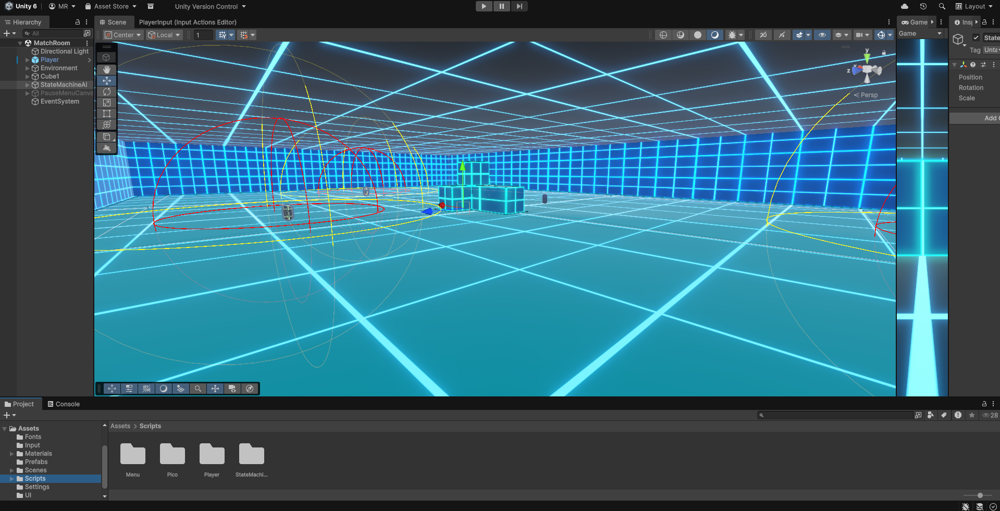 Unity 6 MR Asset Store Unity Version Control Layout
Hierarchy
All
MatchRoom
Directional Light
Player
Environment
Cube1
StateMachineAI
PauseMenuCanva
EventSystem
Scene PlayerInput (Input Actions Editor)
Center Local 1 2D
y
x
z
Persp
Game
Game
Insp
State
Tag Unta
Position
Rotation
Scale
Add C
Project Console
28
Assets
Fonts
Input
Materials
Prefabs
Scenes
Scripts
Settings
UI
Assets > Scripts
Menu Pico Player StateMachi...